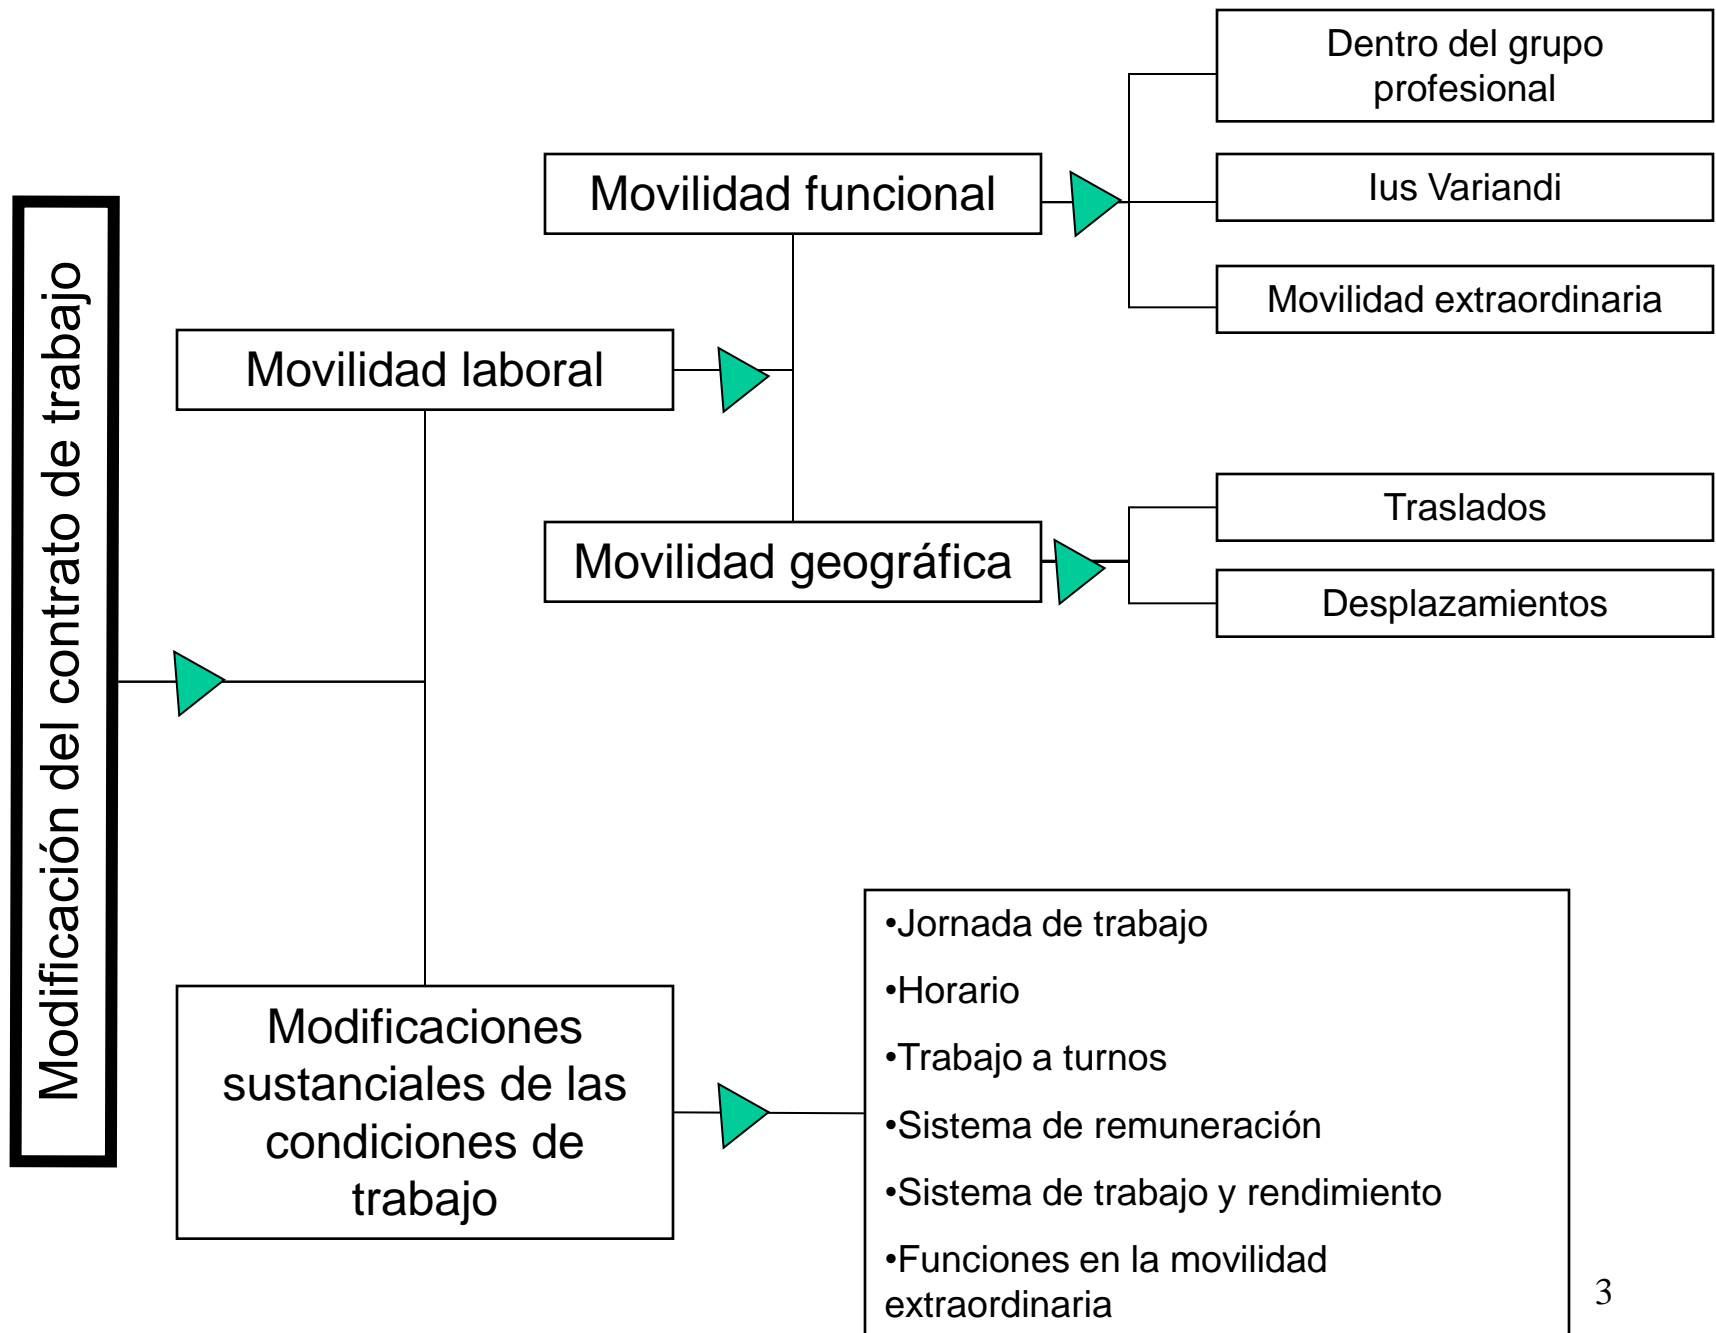 Modificación del contrato de trabajo
Movilidad laboral
Movilidad funcional
Dentro del grupo
profesional
Ius Variandi
Movilidad extraordinaria
Movilidad geográfica
Traslados
Desplazamientos
Modificaciones
sustanciales de las
condiciones de
trabajo
•Jornada de trabajo
•Horario
•Trabajo a turnos
•Sistema de remuneración
•Sistema de trabajo y rendimiento
•Funciones en la movilidad
extraordinaria
3